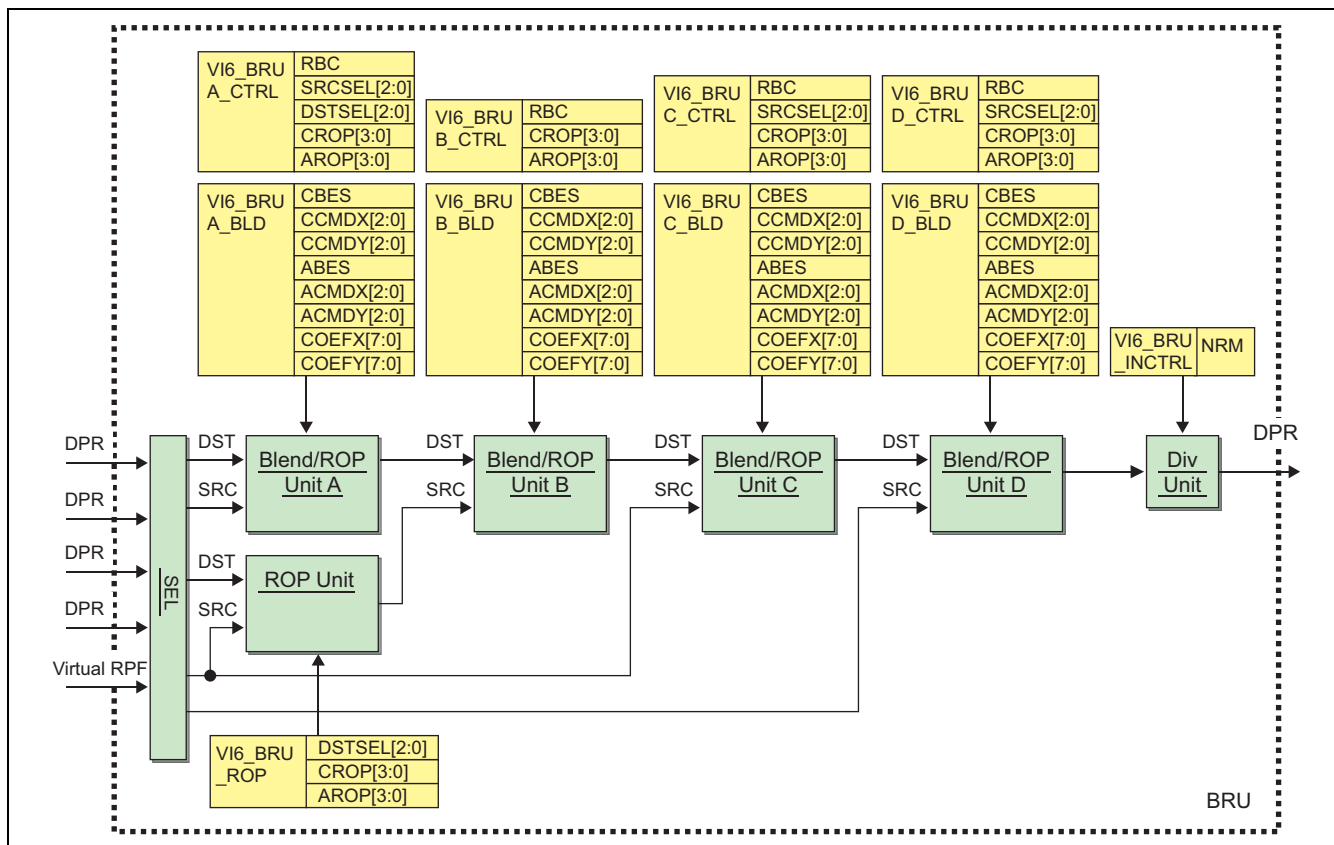 VI6_BRU
A_CTRL
RBC
SRCSEL[2:0]
DSTSEL[2:0]
CROP[3:0]
AROP[3:0]
VI6_BRU
B_CTRL
RBC
CROP[3:0]
AROP[3:0]
VI6_BRU
C_CTRL
RBC
SRCSEL[2:0]
CROP[3:0]
AROP[3:0]
VI6_BRU
D_CTRL
RBC
SRCSEL[2:0]
CROP[3:0]
AROP[3:0]
VI6_BRU
A_BLD
CBES
CCMDX[2:0]
CCMDY[2:0]
ABES
ACMDX[2:0]
ACMDY[2:0]
COEFX[7:0]
COEFY[7:0]
VI6_BRU
B_BLD
CBES
CCMDX[2:0]
CCMDY[2:0]
ABES
ACMDX[2:0]
ACMDY[2:0]
COEFX[7:0]
COEFY[7:0]
VI6_BRU
C_BLD
CBES
CCMDX[2:0]
CCMDY[2:0]
ABES
ACMDX[2:0]
ACMDY[2:0]
COEFX[7:0]
COEFY[7:0]
VI6_BRU
D_BLD
CBES
CCMDX[2:0]
CCMDY[2:0]
ABES
ACMDX[2:0]
ACMDY[2:0]
COEFX[7:0]
COEFY[7:0]
VI6_BRU
_INCTRL
NRM
DPR
DPR
DPR
DPR
Virtual RPF
SEL
DST
SRC
Blend/ROP
Unit A
DST
SRC
Blend/ROP
Unit B
DST
SRC
Blend/ROP
Unit C
DST
SRC
Blend/ROP
Unit D
Div
Unit
DPR
DST
SRC
ROP Unit
VI6_BRU
_ROP
DSTSEL[2:0]
CROP[3:0]
AROP[3:0]
BRU